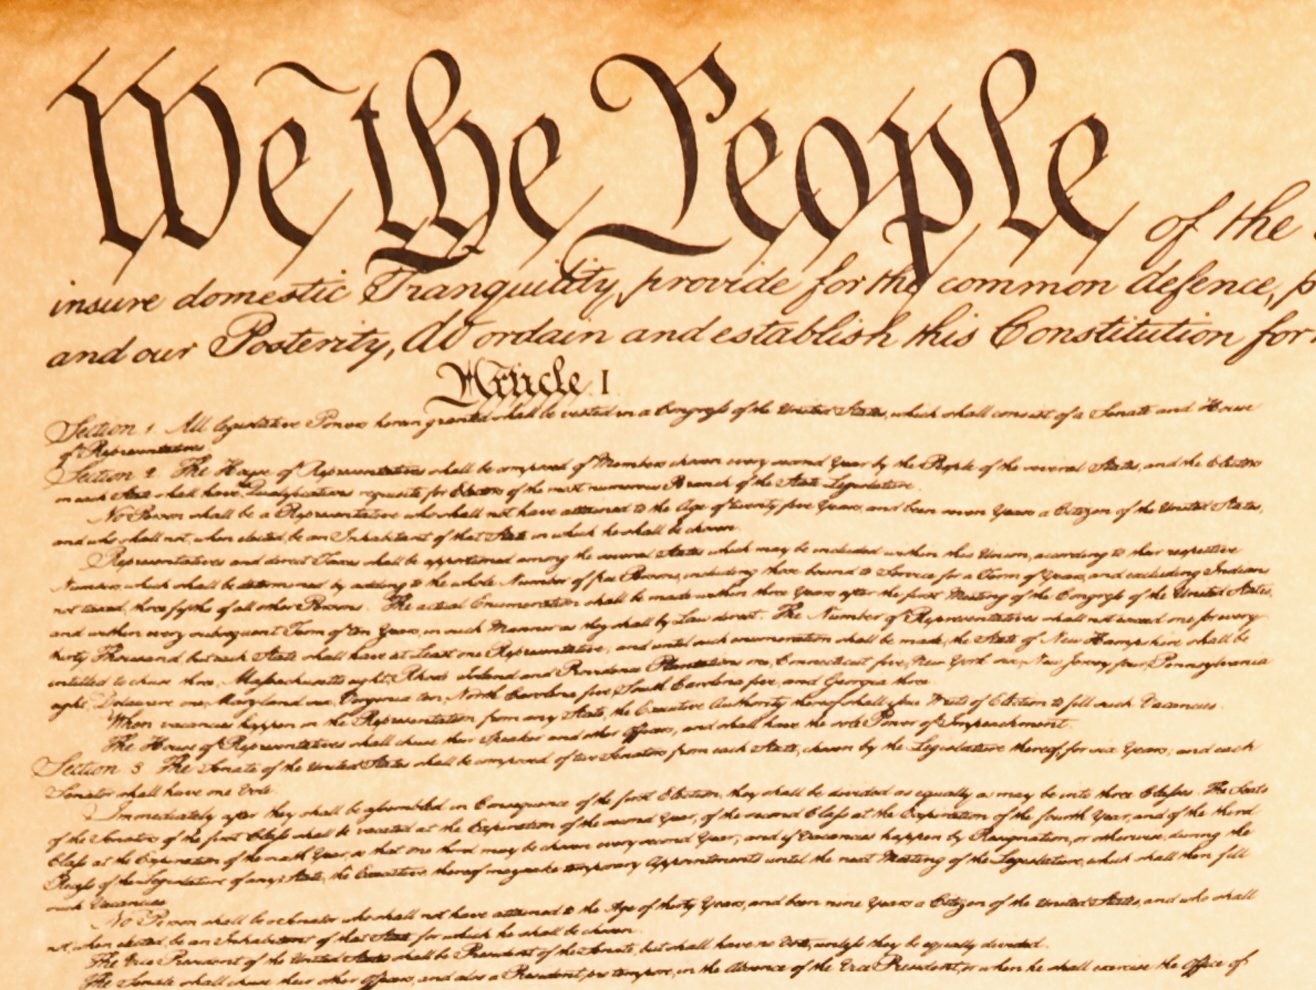 We the People of the
insure domestic Tranquility, provide for the common defence, p
and our Posterity, do ordain and establish this Constitution for
Article I
Section 1 All legislative Powers herein granted shall be vested in a Congress of the United States, which shall consist of a Senate and House
of Representatives
Section 2 The House of Representatives shall be composed of Members chosen every second Year by the People of the several States, and the Electors
in each State shall have Qualifications requisite for Electors of the most numerous Branch of the State Legislature.
No Person shall be a Representative who shall not have attained to the Age of twenty five Years, and been seven Years a Citizen of the United States,
and who shall not, when elected, be an Inhabitant of that State in which he shall be chosen
Representatives and direct Taxes shall be apportioned among the several States which may be included within this Union, according to their respective
Numbers, which shall be determined by adding to the whole Number of free Persons, including those bound to Service for a Term of Years, and excluding Indians
not taxed, three fifths of all other Persons. The actual Enumeration shall be made within three Years after the first Meeting of the Congress of the United States,
and within every subsequent Term of ten Years, in such Manner as they shall by Law direct. The Number of Representatives shall not exceed one for every
thirty Thousand, but each State shall have at Least one Representative; and until such enumeration shall be made, the State of New Hampshire shall be
entitled to chuse three, Massachusetts eight, Rhode Island and Providence Plantations one, Connecticut five, New York six, New Jersey four, Pennsylvania
eight, Delaware one, Maryland six, Virginia ten, North Carolina five, South Carolina five, and Georgia three.
When vacancies happen in the Representation from any State, the Executive Authority thereof shall issue Writs of Election to fill such Vacancies.
The House of Representatives shall chuse their Speaker and other Officers; and shall have the sole Power of Impeachment.
Section 3 The Senate of the United States shall be composed of two Senators from each State, chosen by the Legislature thereof, for six Years; and each
Senator shall have one Vote.
Immediately after they shall be assembled in Consequence of the first Election, they shall be divided as equally as may be into three Classes. The Seats
of the Senators of the first Class shall be vacated at the Expiration of the second Year, of the second Class at the Expiration of the fourth Year, and of the third
Class at the Expiration of the sixth Year, so that one third may be chosen every second Year; and if Vacancies happen by Resignation, or otherwise, during the
Recess of the Legislature of any State, the Executive thereof may make temporary Appointments until the next Meeting of the Legislature, which shall then fill
such Vacancies.
No Person shall be a Senator who shall not have attained to the Age of thirty Years, and been nine Years a Citizen of the United States, and who shall
not, when elected, be an Inhabitant of that State for which he shall be chosen.
The Vice President of the United States shall be President of the Senate, but shall have no Vote, unless they be equally divided.
The Senate shall chuse their other Officers, and also a President pro tempore, in the Absence of the Vice President, or when he shall exercise the Office of